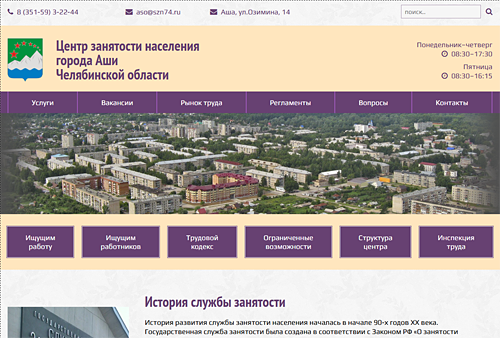 8 (351-59) 3-22-44
aso@szn74.ru
Аша, ул.Озимина, 14
поиск..
Центр занятости населения
города Аши
Челябинской области
Понедельник–четверг
08:30–17:30
Пятница
08:30–16:15
Услуги
Вакансии
Рынок труда
Регламенты
Вопросы
Контакты
Ищущим
работу
Ищущим
работников
Трудовой
кодекс
Ограниченные
возможности
Структура
центра
Инспекция
труда
История службы занятости
История развития службы занятости населения началась в начале 90-х годов XX века.
Государственная служба занятости была создана в соответствии с Законом РФ «О занятости